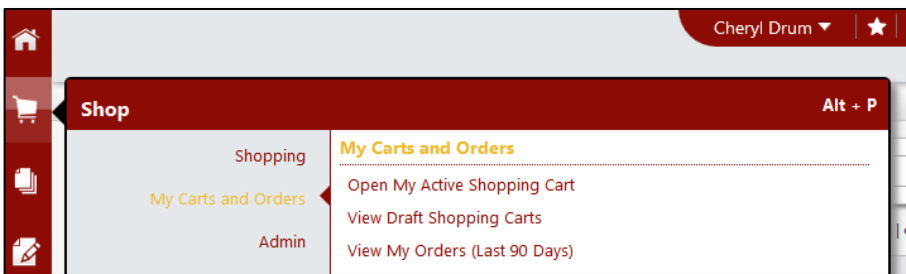 Cheryl Drum
Shop
Alt + P
Shopping
My Carts and Orders
Admin
My Carts and Orders
Open My Active Shopping Cart
View Draft Shopping Carts
View My Orders (Last 90 Days)